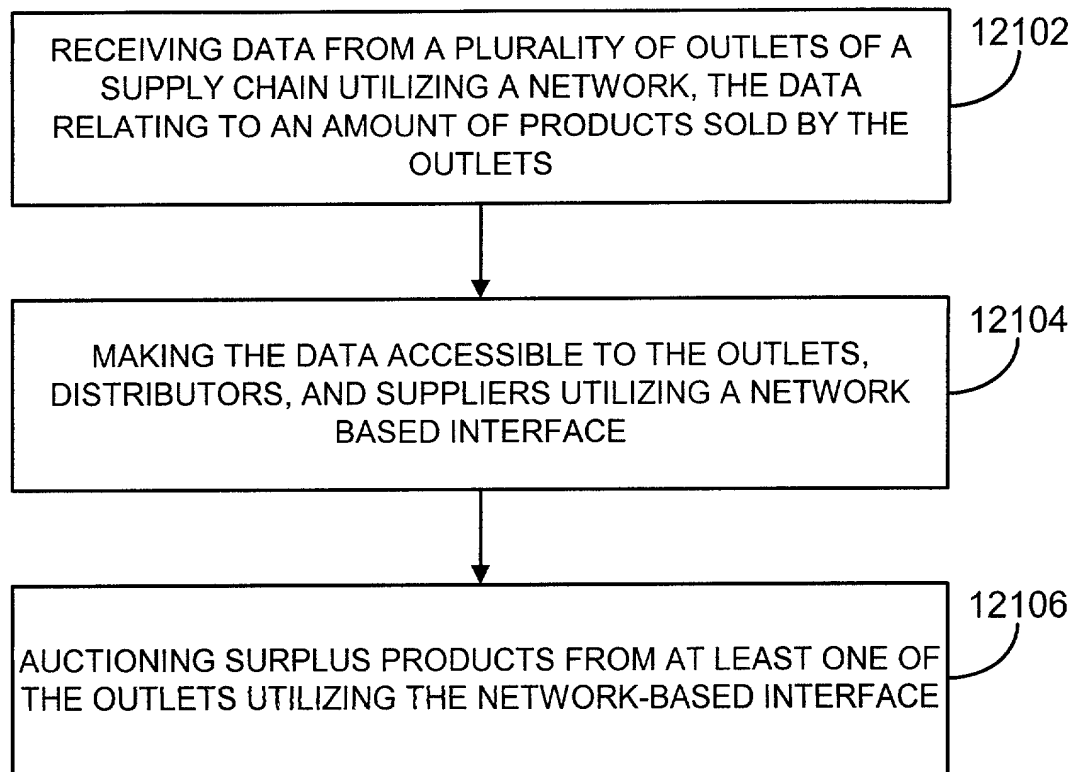 RECEIVING DATA FROM A PLURALITY OF OUTLETS OF A
SUPPLY CHAIN UTILIZING A NETWORK, THE DATA
RELATING TO AN AMOUNT OF PRODUCTS SOLD BY THE
OUTLETS
12102
MAKING THE DATA ACCESSIBLE TO THE OUTLETS,
DISTRIBUTORS, AND SUPPLIERS UTILIZING A NETWORK
BASED INTERFACE
12104
AUCTIONING SURPLUS PRODUCTS FROM AT LEAST ONE OF
THE OUTLETS UTILIZING THE NETWORK-BASED INTERFACE
12106